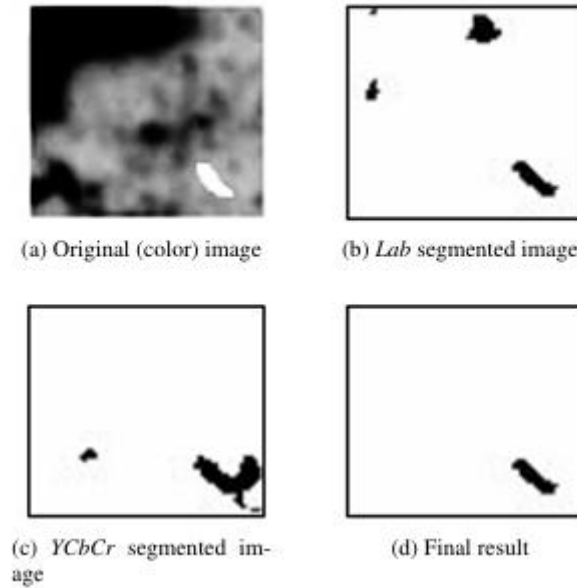 (a) Original (color) image
(b) Lab segmented image
(c) YCbCr segmented im-
age
(d) Final result